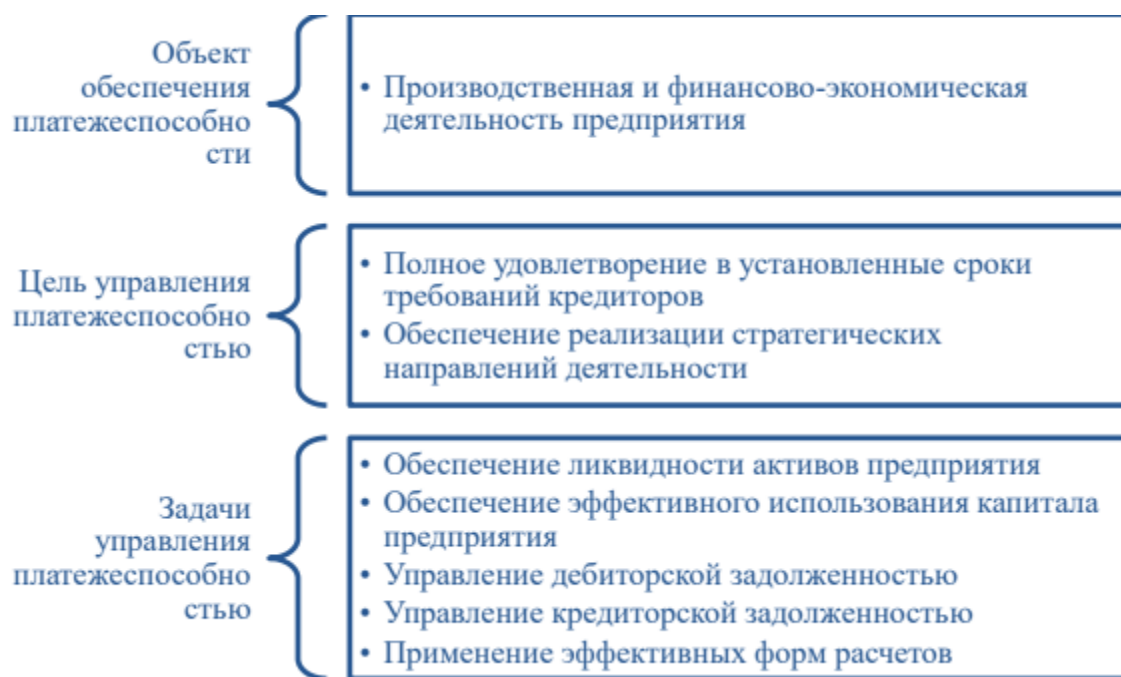 Объект
обеспечения
платежеспособно
сти
• Производственная и финансово-экономическая
деятельность предприятия
Цель управления
платежеспособно
стью
• Полное удовлетворение в установленные сроки
требований кредиторов
• Обеспечение реализации стратегических
направлений деятельности
Задачи
управления
платежеспособно
стью
• Обеспечение ликвидности активов предприятия
• Обеспечение эффективного использования капитала
предприятия
• Управление дебиторской задолженностью
• Управление кредиторской задолженностью
• Применение эффективных форм расчетов